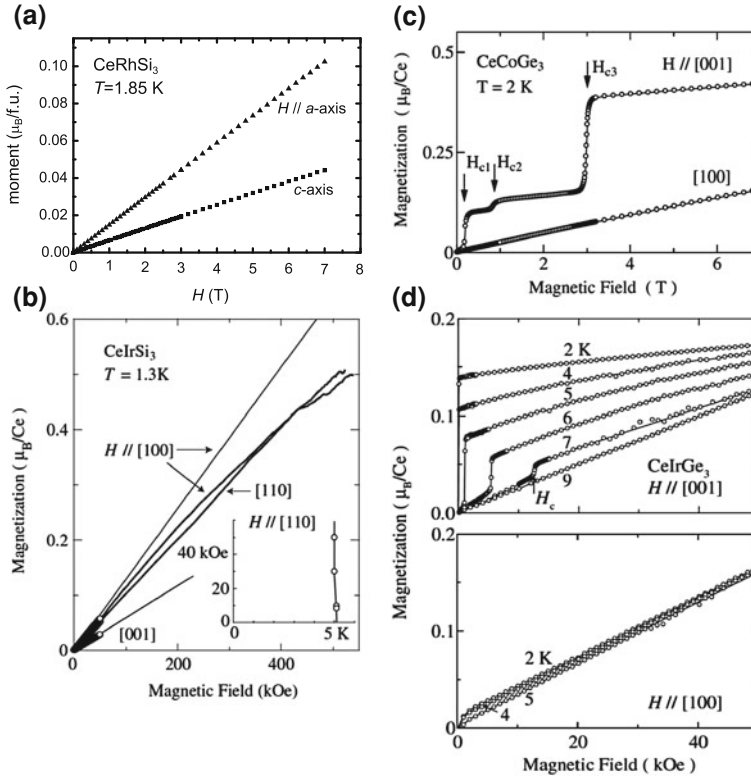 (a)
CeRhSi3
T=1.85 K
H // a-axis
c-axis
moment (μB/f.u.)
0.10
0.08
0.06
0.04
0.02
0.00
0 1 2 3 4 5 6 7 8
H (T)
(b)
CeIrSi3
T = 1.3K
H // [100]
[110]
H // [110]
40 kOe
20
0
0 5 K
[001]
Magnetization ( μB/Ce )
0.6
0.4
0.2
0
0 200 400
Magnetic Field (kOe)
(c)
CeCoGe3
T = 2 K
Hc3
H // [001]
Hc1
Hc2
[100]
Magnetization ( μB/Ce )
0.5
0.25
0
0 2 4 6
Magnetic Field ( T )
(d)
2 K
4
5
6
7
9
Hc
CeIrGe3
H // [001]
Magnetization ( μB/Ce )
0.2
0.1
0.0
2 K
4
5
H // [100]
0.2
0.1
0
0 20 40
Magnetic Field ( kOe )